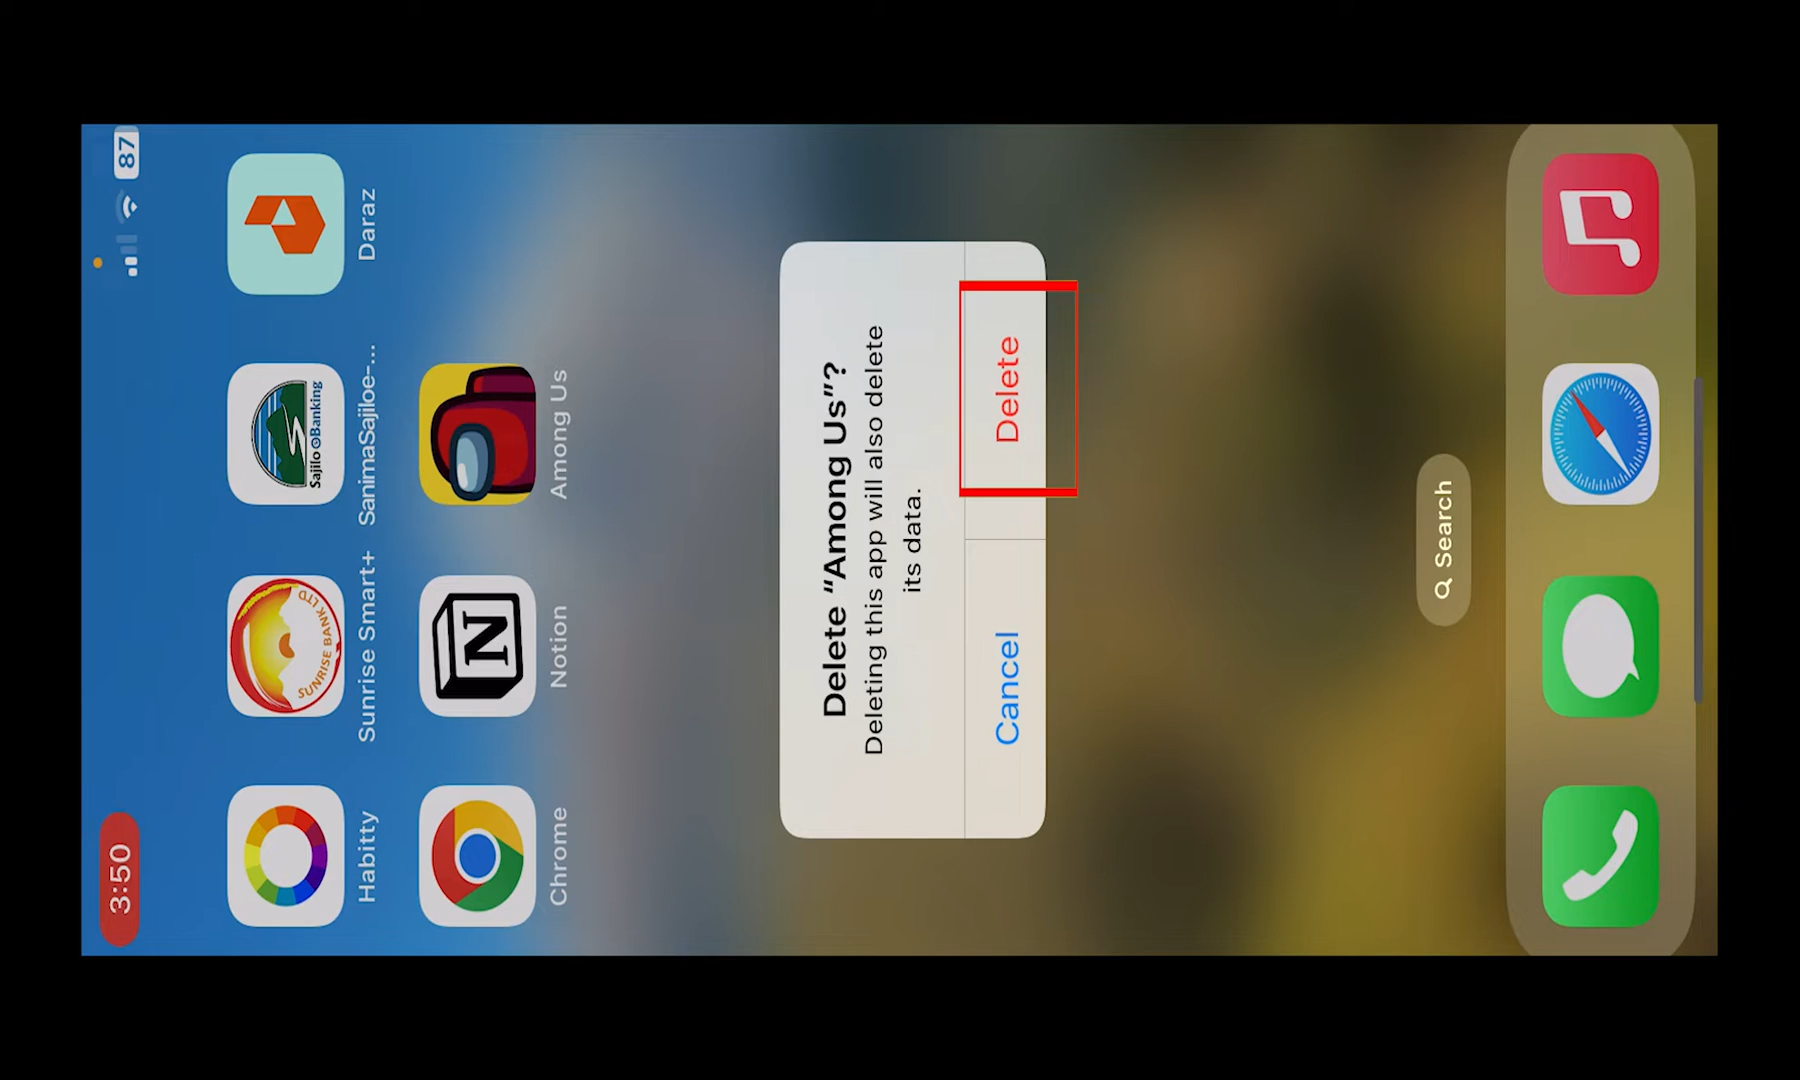 3:50
87
Sajilo eBanking
SUNRISE BANK LTD
Habitty
Sunrise Smart+
SanimaSajiloe-...
Daraz
N
Chrome
Notion
Among Us
Delete “Among Us”?
Deleting this app will also delete
its data.
Cancel
Delete
Search